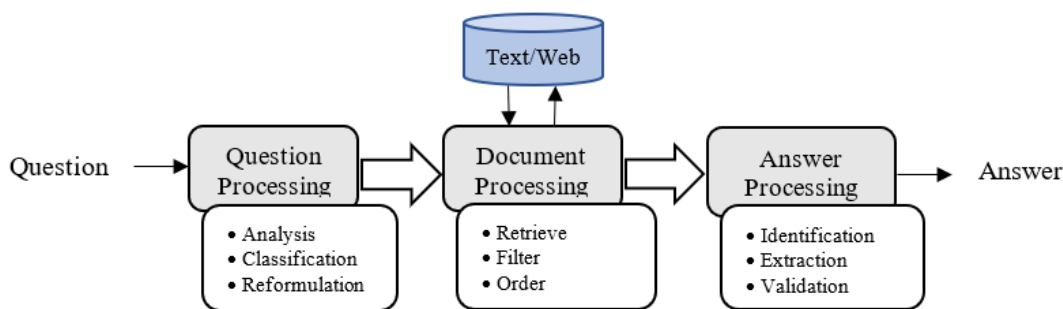 Text/Web
Question
Question
Processing
Document
Processing
Answer
Processing
Answer
• Analysis
• Classification
• Reformulation
• Retrieve
• Filter
• Order
• Identification
• Extraction
• Validation